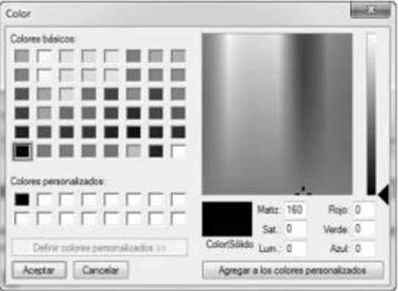 Color
Colores básicos:
Colores personalizados:
Definir colores personalizados >>
Aceptar Cancelar
Color|Sólido
Matiz: 160 Rojo: 0
Sat.: 0 Verde: 0
Lum.: 0 Azul: 0
Agregar a los colores personalizados